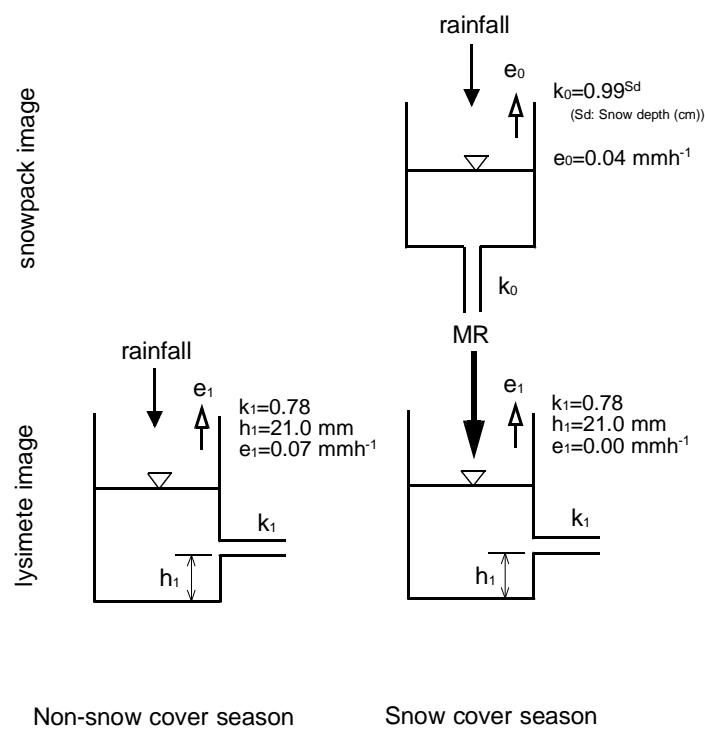 rainfall
e0
k0=0.99Sd
(Sd: Snow depth (cm))
e0=0.04 mmh-1
snowpack image
k0
MR
rainfall
e1
k1=0.78
h1=21.0 mm
e1=0.07 mmh-1
e1
k1=0.78
h1=21.0 mm
e1=0.00 mmh-1
lysimete image
k1
h1
k1
h1
Non-snow cover season
Snow cover season